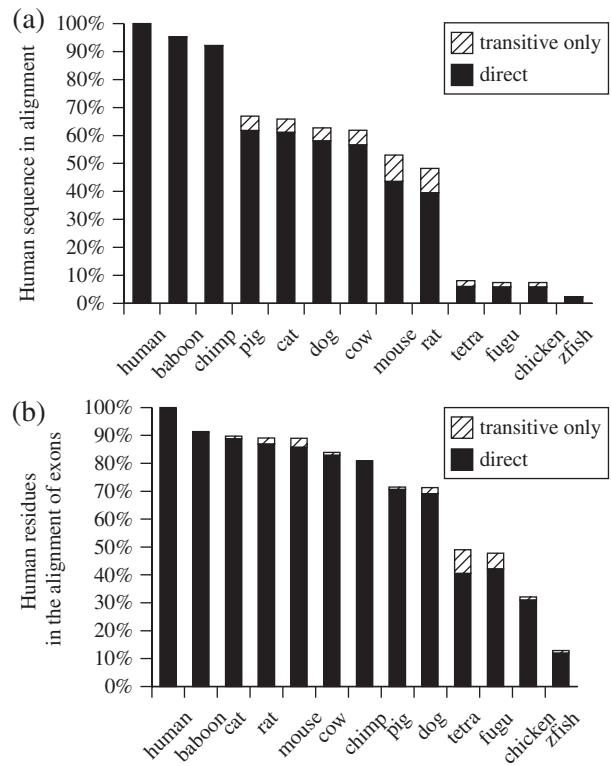 (a)
100%
90%
80%
70%
60%
50%
40%
30%
20%
10%
0%
Human sequence in alignment
transitive only
direct
human
baboon
chimp
pig
cat
dog
cow
mouse
rat
tetra
fugu
chicken
zfish
(b)
100%
90%
80%
70%
60%
50%
40%
30%
20%
10%
0%
Human residues
in the alignment of exons
transitive only
direct
human
baboon
cat
rat
mouse
cow
chimp
pig
dog
tetra
fugu
chicken
zfish